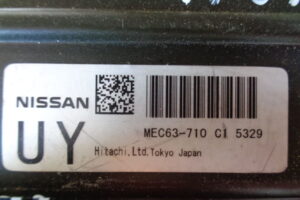 NISSAN
UY
MEC63-710 C1 5329
Hitachi.Ltd.Tokyo Japan